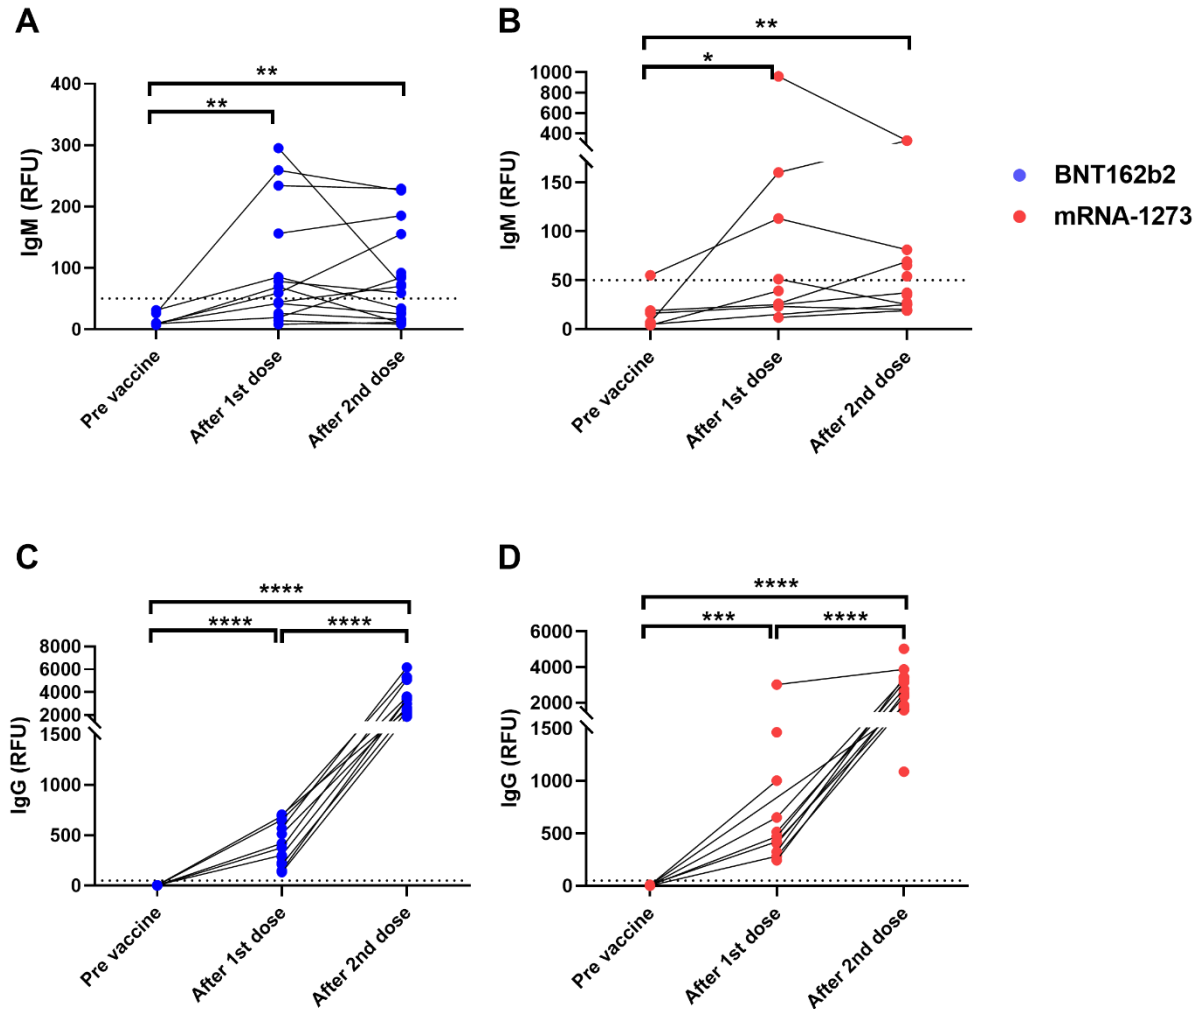 A
**
**
400
300
200
100
0
IgM (RFU)
Pre vaccine
After 1st dose
After 2nd dose
B
**
*
1000
800
600
400
150
100
50
0
IgM (RFU)
Pre vaccine
After 1st dose
After 2nd dose
BNT162b2
mRNA-1273
C
****
****
****
8000
6000
4000
2000
1500
1000
500
0
IgG (RFU)
Pre vaccine
After 1st dose
After 2nd dose
D
****
***
****
6000
4000
2000
1500
1000
500
0
IgG (RFU)
Pre vaccine
After 1st dose
After 2nd dose